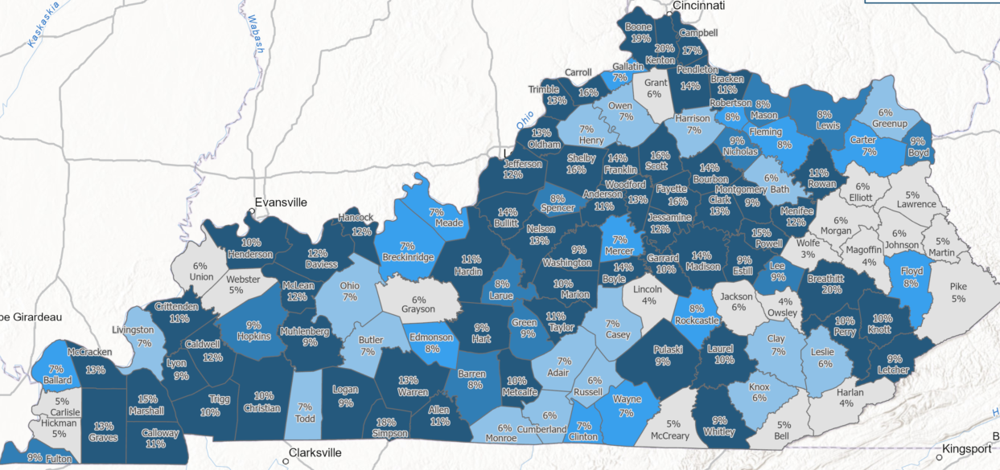 Cincinnati
Kaskaskia
Wabash
Boone
19%
Campbell
17%
20%
Kenton
Gallatin
7%
Carroll
16%
Grant
6%
Pendleton
14%
Bracken
11%
Trimble
13%
Owen
7%
Robertson
8%
8%
Mason
8%
Lewis
6%
Greenup
Ohio
Harrison
7%
7%
Henry
13%
Oldham
Fleming
8%
9%
Nicholas
Carter
7%
9%
Boyd
L
Jefferson
12%
Shelby
16%
14%
Franklin
16%
Scott
14%
Bourbon
6%
Bath
11%
Rowan
Woodford
13%
Fayette
16%
Montgomery
9%
Clark
13%
Anderson
11%
8%
Spencer
6%
Elliott
5%
Lawrence
Evansville
14%
Bullitt
Jessamine
12%
Menifee
12%
6%
Morgan
Hancock
12%
7%
Meade
Nelson
13%
15%
Powell
Wolfe
3%
6%
Johnson
5%
Martin
10%
Henderson
12%
Daviess
7%
Breckinridge
11%
Hardin
9%
Washington
7%
Mercer
Garrard
10%
14%
Madison
9%
Estill
Lee
9%
Magoffin
4%
Floyd
8%
6%
Union
Webster
5%
McLean
12%
Ohio
7%
6%
Grayson
8%
Larue
10%
Marion
14%
Boyle
Lincoln
4%
Breathitt
20%
Pike
5%
Jackson
6%
4%
Owsley
8%
Rockcastle
pe Girardeau
Crittenden
11%
9%
Hopkins
Muhlenberg
9%
Livingston
7%
Caldwell
12%
Butler
7%
Edmonson
8%
9%
Hart
Green
9%
11%
Taylor
7%
Casey
Pulaski
9%
Laurel
10%
Clay
7%
Leslie
6%
10%
Perry
10%
Knott
9%
Letcher
McCracken
13%
7%
Ballard
Lyon
9%
Barren
8%
10%
Metcalfe
7%
Adair
6%
Russell
Knox
6%
Harlan
4%
5%
Carlisle
15%
Marshall
Trigg
10%
10%
Christian
7%
Todd
Logan
9%
13%
Warren
Allen
11%
18%
Simpson
6%
Monroe
6%
Cumberland
7%
Clinton
Wayne
7%
5%
McCreary
9%
Whitley
5%
Bell
Hickman
5%
13%
Graves
Calloway
11%
9% Fulton
Clarksville
Kingsport
H
B